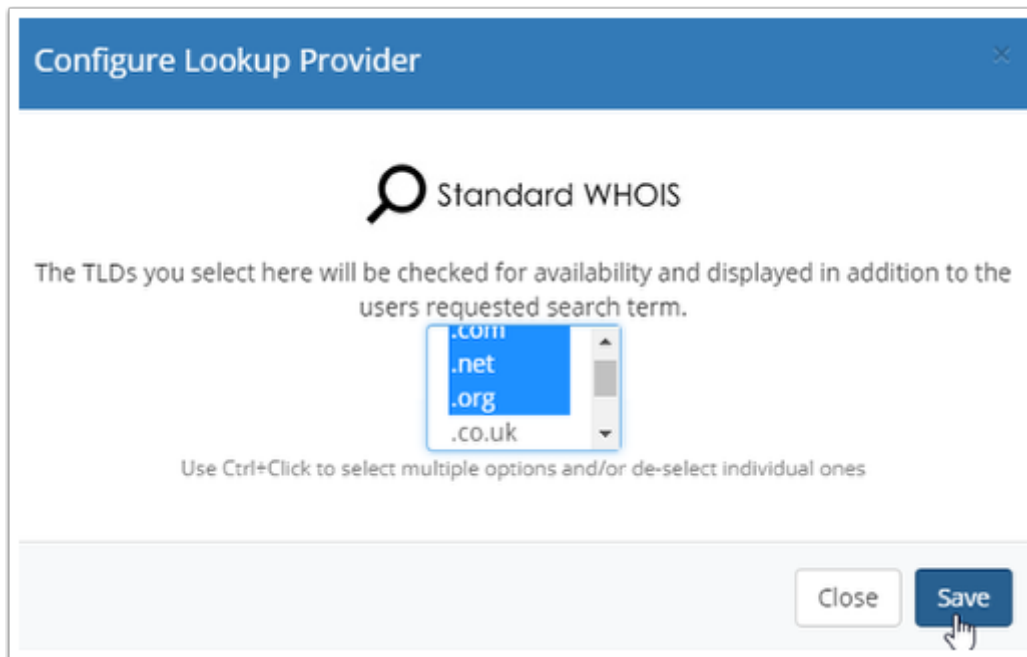 Configure Lookup Provider
×
Standard WHOIS
The TLDs you select here will be checked for availability and displayed in addition to the
users requested search term.
.com
.net
.org
.co.uk
Use Ctrl+Click to select multiple options and/or de-select individual ones
Close
Save